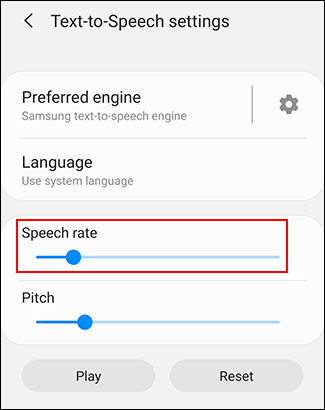 Text-to-Speech settings
Preferred engine
Samsung text-to-speech engine
Language
Use system language
Speech rate
Pitch
Play
Reset